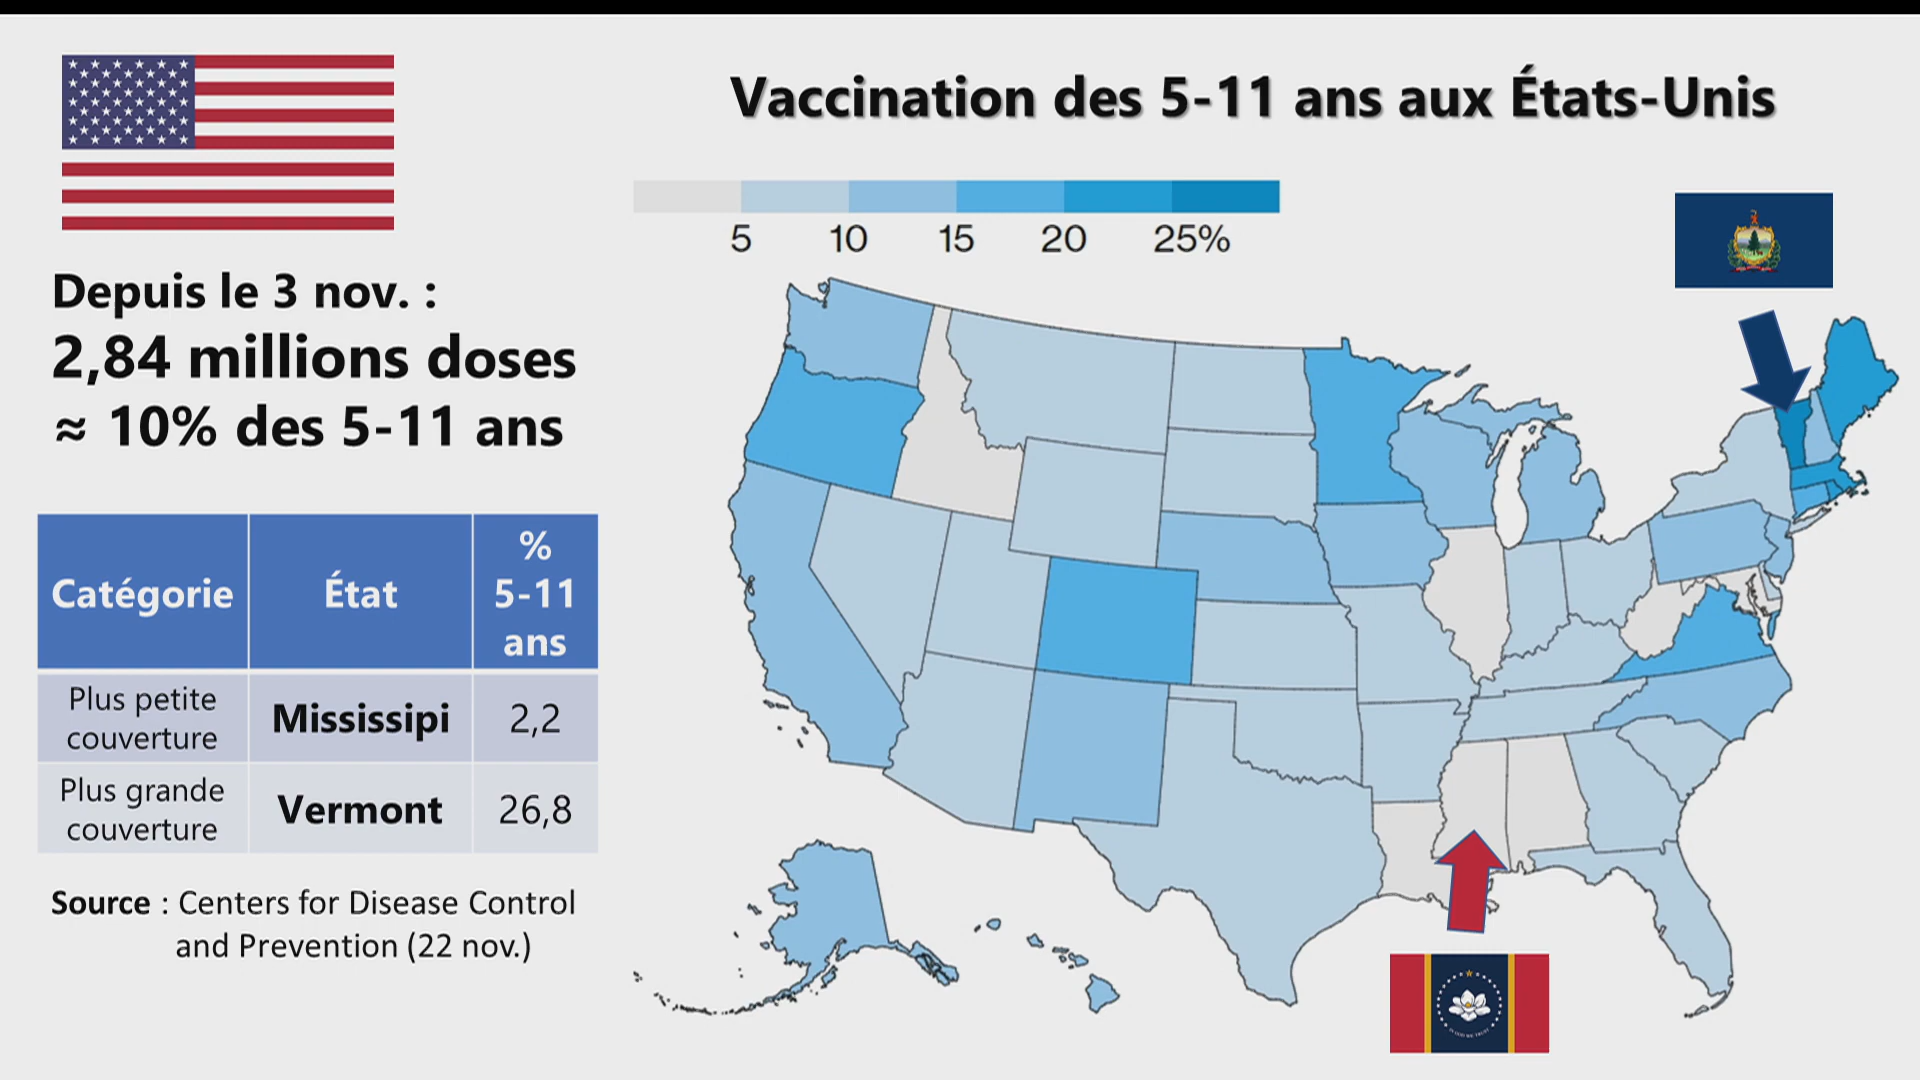 Vaccination des 5-11 ans aux États-Unis
5
10
15
20
25%
Depuis le 3 nov. :
2,84 millions doses
≈ 10% des 5-11 ans
Catégorie
État
%
5-11
ans
Plus petite
couverture
Mississipi
2,2
Plus grande
couverture
Vermont
26,8
Source : Centers for Disease Control
and Prevention (22 nov.)